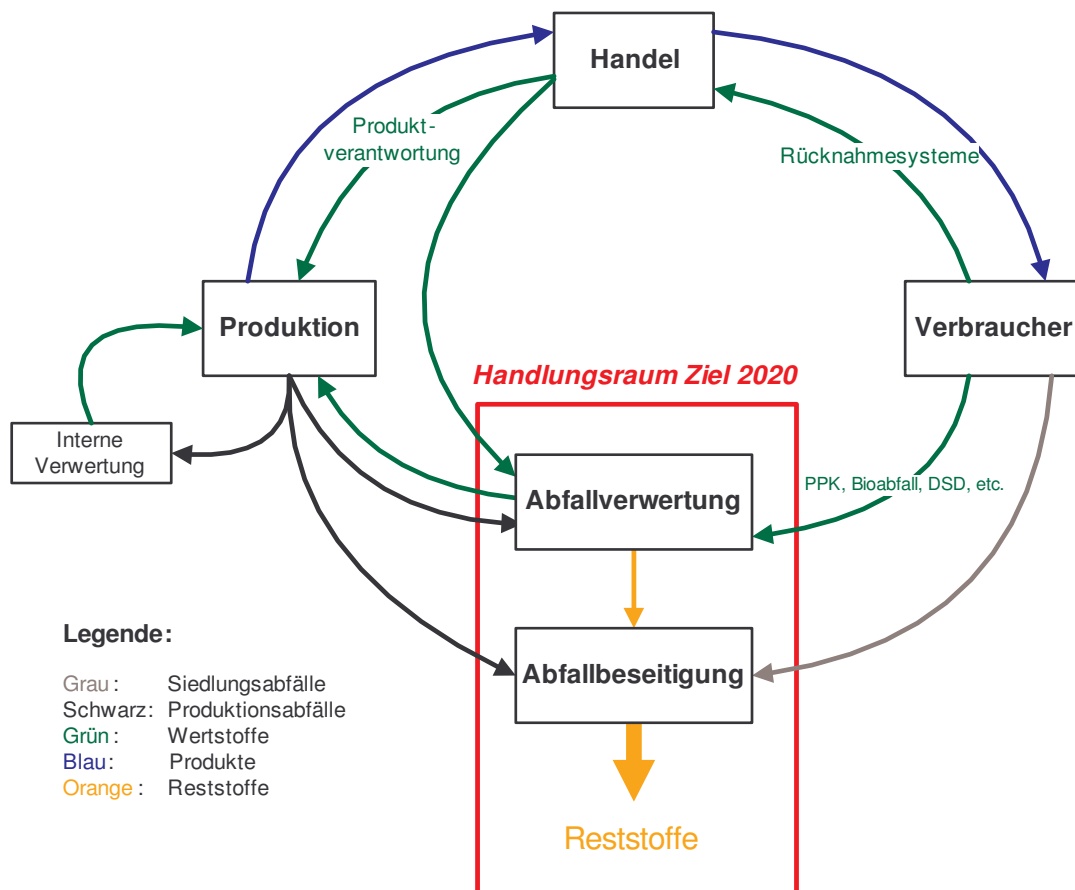 Handel
Produkt-
verantwortung
Rücknahmesysteme
Produktion
Verbraucher
Handlungsraum Ziel 2020
Interne
Verwertung
Abfallverwertung
PPK, Bioabfall, DSD, etc.
Abfallbeseitigung
Legende:
Grau: Siedlungsabfälle
Schwarz: Produktionsabfälle
Grün: Wertstoffe
Blau: Produkte
Orange: Reststoffe
Reststoffe